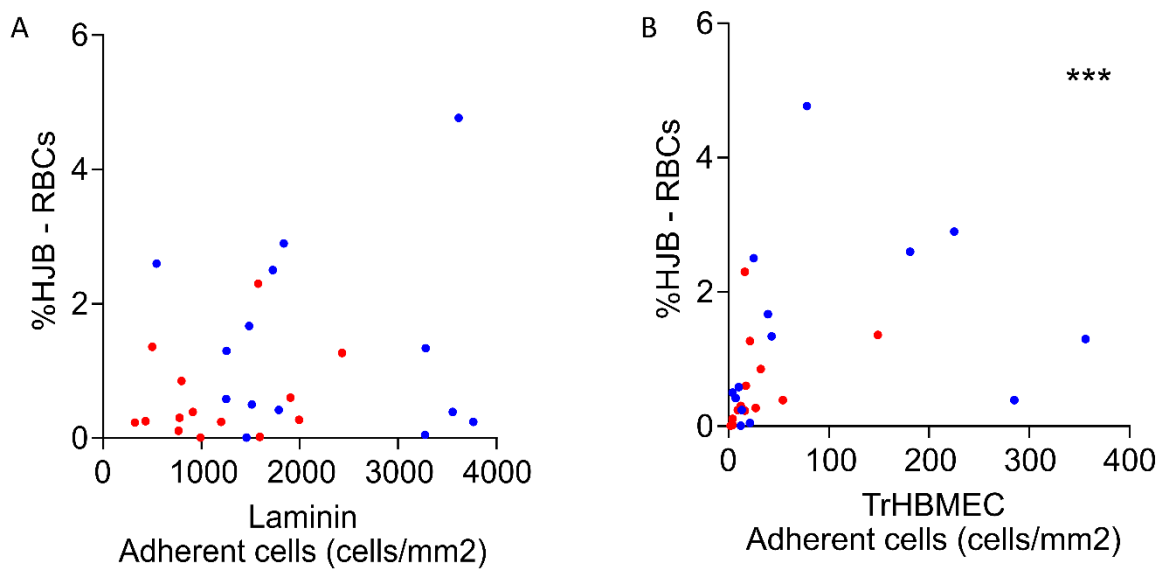 A
%HJB - RBCs
6
4
2
0
0 1000 2000 3000 4000
Laminin
Adherent cells (cells/mm2)
B
***
%HJB - RBCs
6
4
2
0
0 100 200 300 400
TrHBMEC
Adherent cells (cells/mm2)